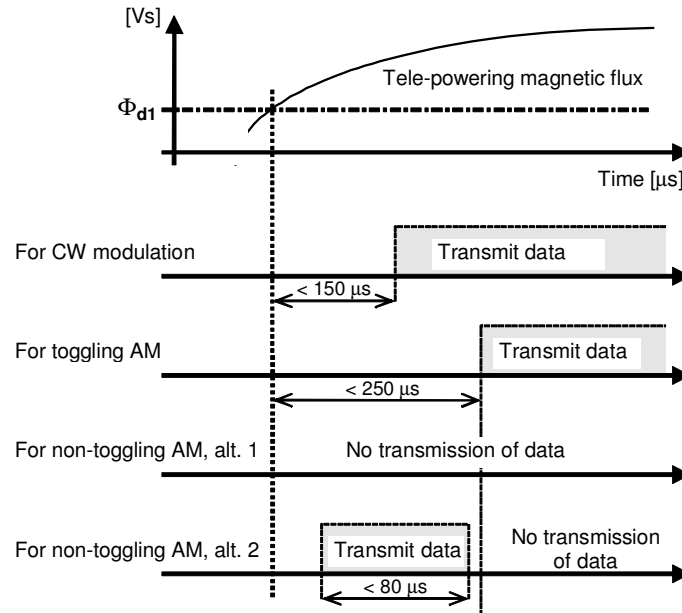 [Vs]
Tele-powering magnetic flux
Φd1
Time [µs]
For CW modulation
Transmit data
< 150 µs
For toggling AM
Transmit data
< 250 µs
For non-toggling AM, alt. 1
No transmission of data
For non-toggling AM, alt. 2
Transmit data
No transmission
of data
< 80 µs